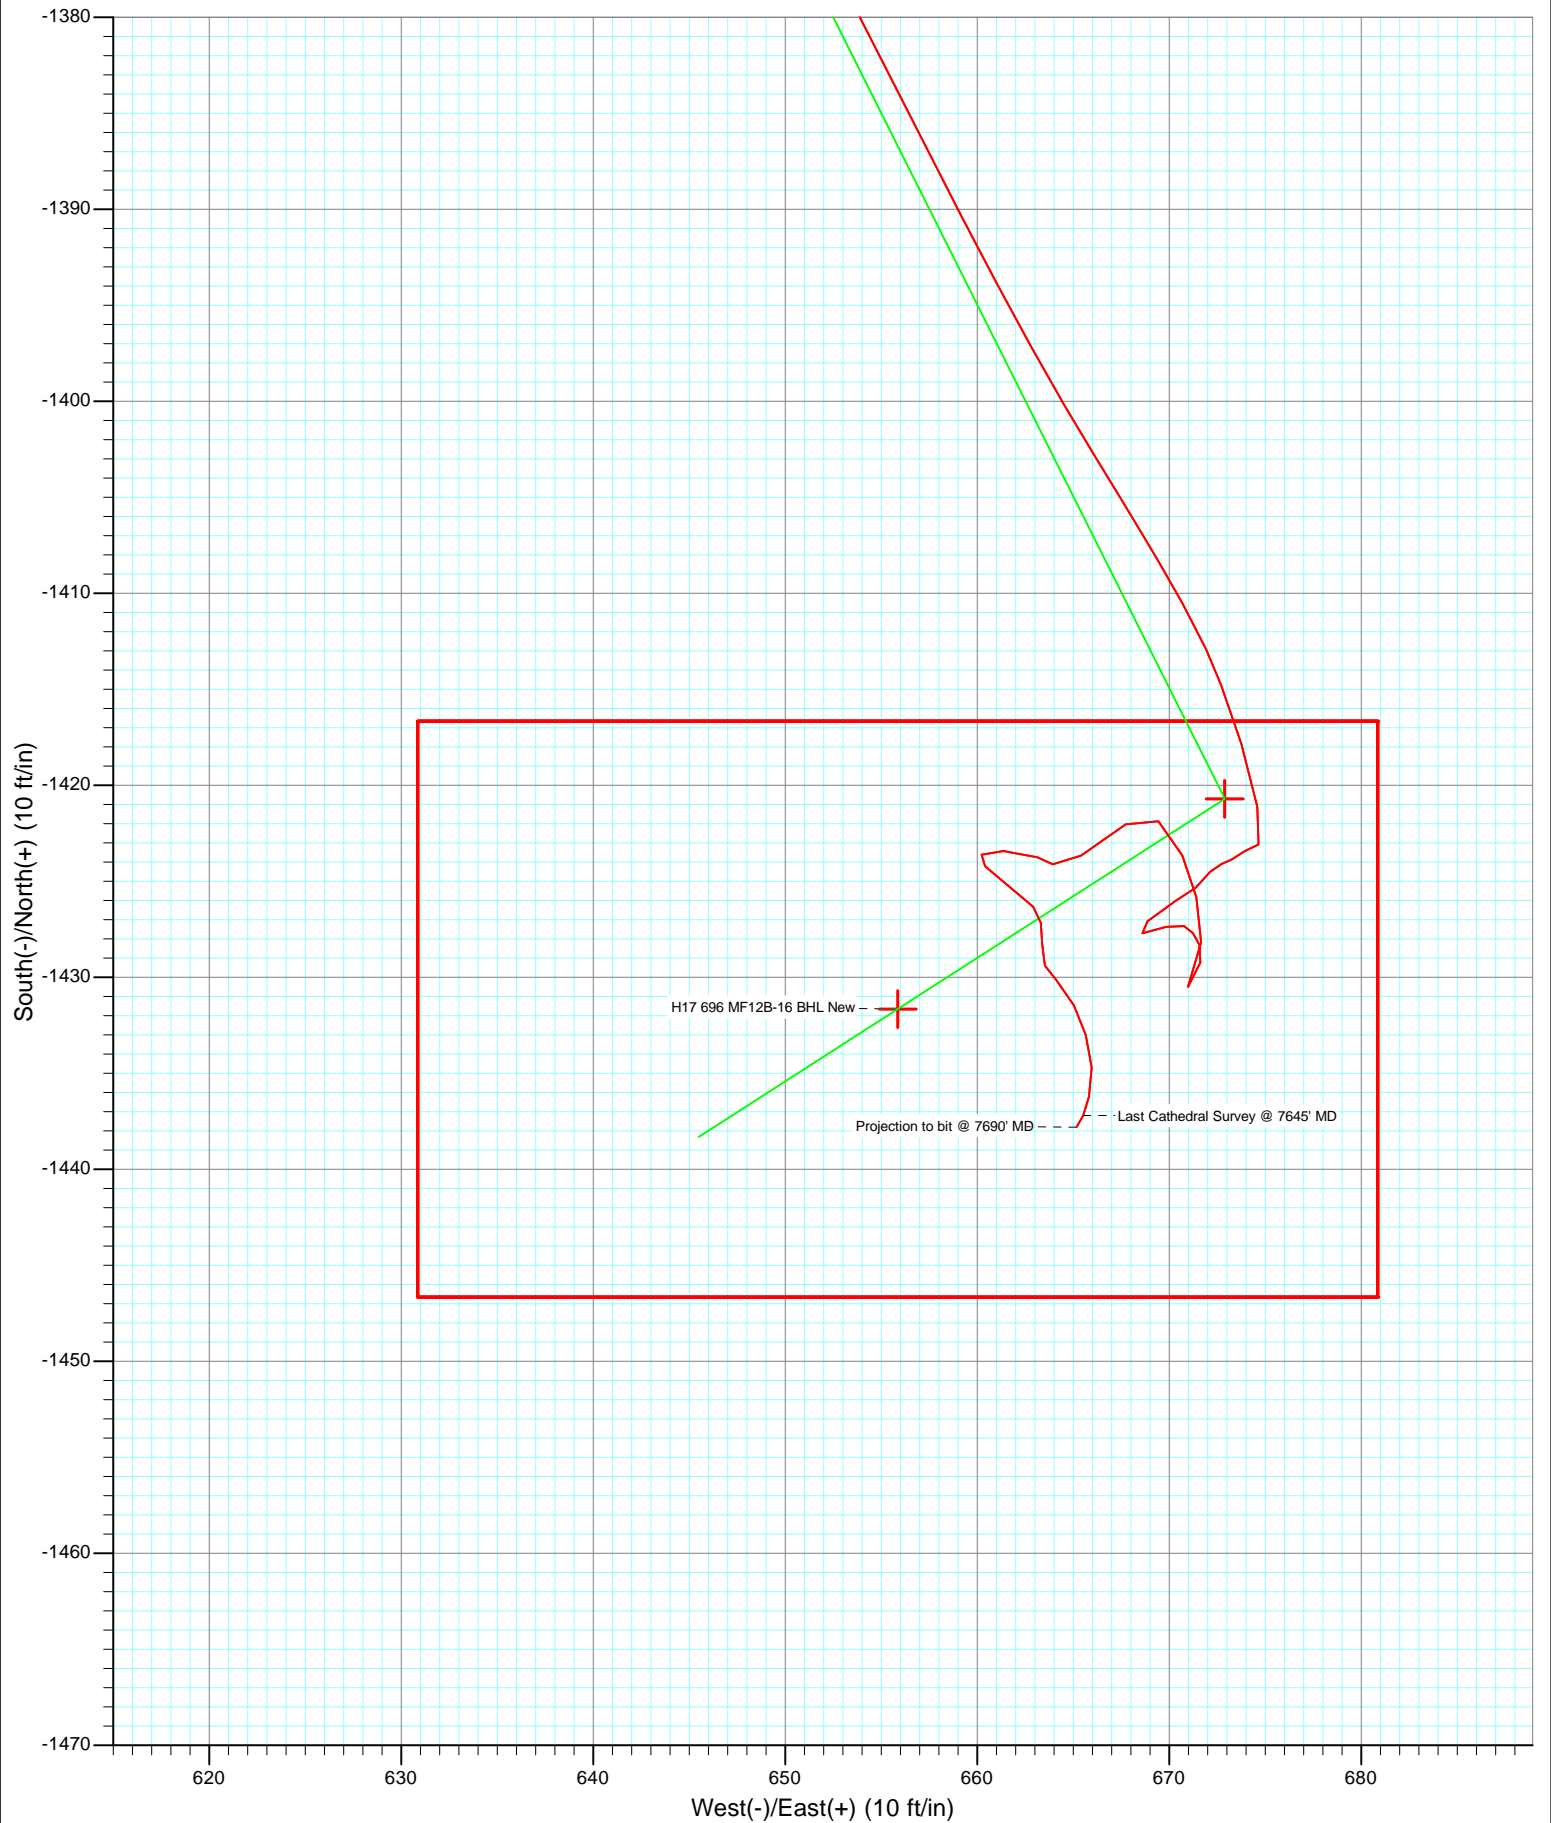 -1380
-1390
-1400
-1410
-1420
-1430
-1440
-1450
-1460
-1470
South(-)/North(+) (10 ft/in)
H17 696 MF12B-16 BHL New
Last Cathedral Survey @ 7645' MD
Projection to bit @ 7690' MD
620 630 640 650 660 670 680
West(-)/East(+) (10 ft/in)